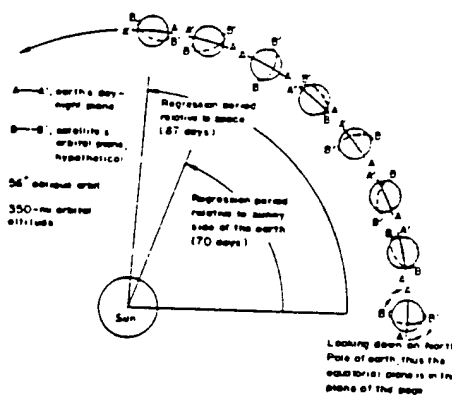 A—A', earth's day-
night plane
B—B', satellite's
orbital plane,
hypothetical
56° oblique orbit
350-nu orbital
altitude
Regression period
relative to space
(87 days)
Regression period
relative to sunny
side of the earth
(70 days)
Sun
Looking down on North
Pole of earth, thus the
equatorial plane is in the
plane of the page